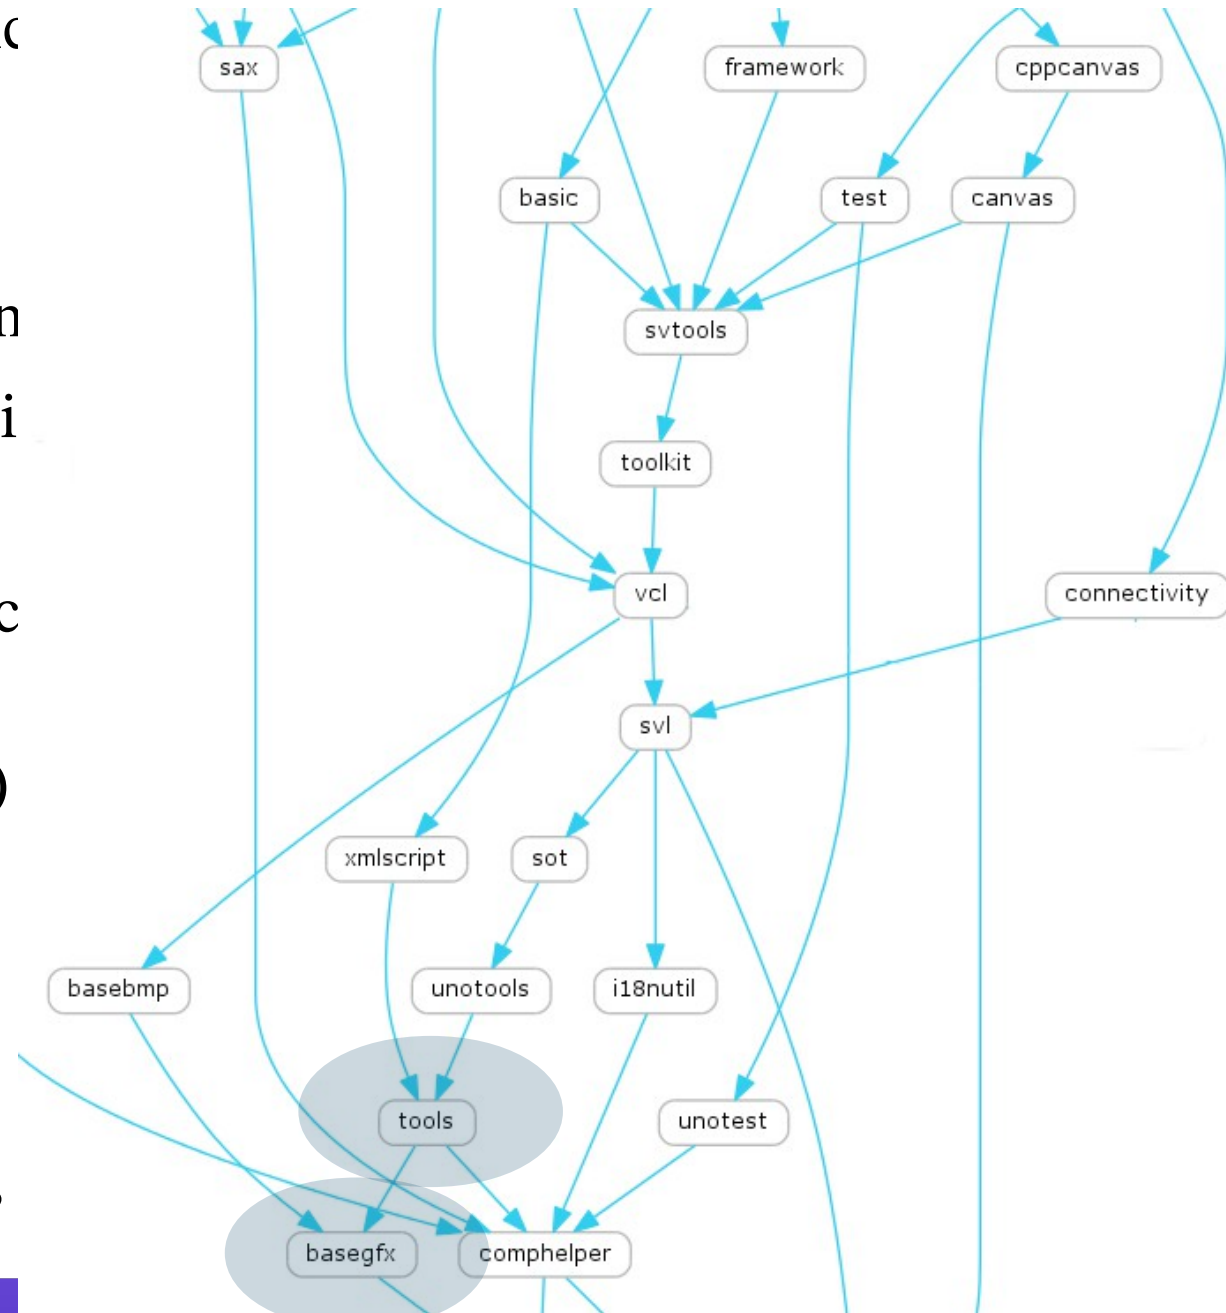 sax
framework
cppcanvas
basic
test
canvas
svtools
toolkit
vcl
connectivity
svl
xmlscript
sot
basebmp
unotools
i18nutil
tools
unotest
basegfx
comphelper